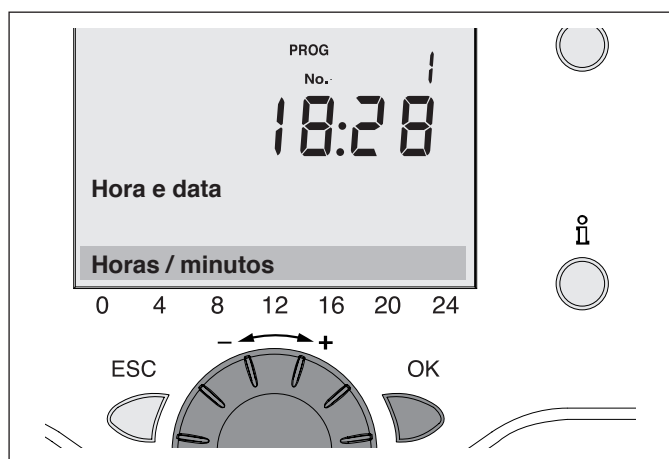 PROG 1
No.
18:28
Hora e data
Horas / minutos
0 4 8 12 16 20 24
− +
ESC OK
i